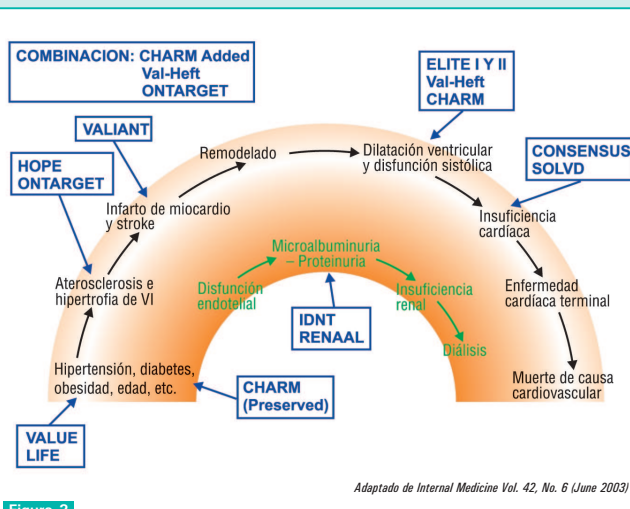 COMBINACION: CHARM Added
Val-Heft
ONTARGET
ELITE I Y II
Val-Heft
CHARM
VALIANT
CONSENSUS
SOLVD
HOPE
ONTARGET
Remodelado
Dilatación ventricular
y disfunción sistólica
Infarto de miocardio
y stroke
Insuficiencia
cardíaca
Microalbuminuria
– Proteinuria
Aterosclerosis e
hipertrofia de VI
Disfunción
endotelial
Insuficiencia
renal
Enfermedad
cardíaca terminal
IDNT
RENAAL
Diálisis
Hipertensión, diabetes,
obesidad, edad, etc.
CHARM
(Preserved)
Muerte de causa
cardiovascular
VALUE
LIFE
Adaptado de Internal Medicine Vol. 42, No. 6 (June 2003)